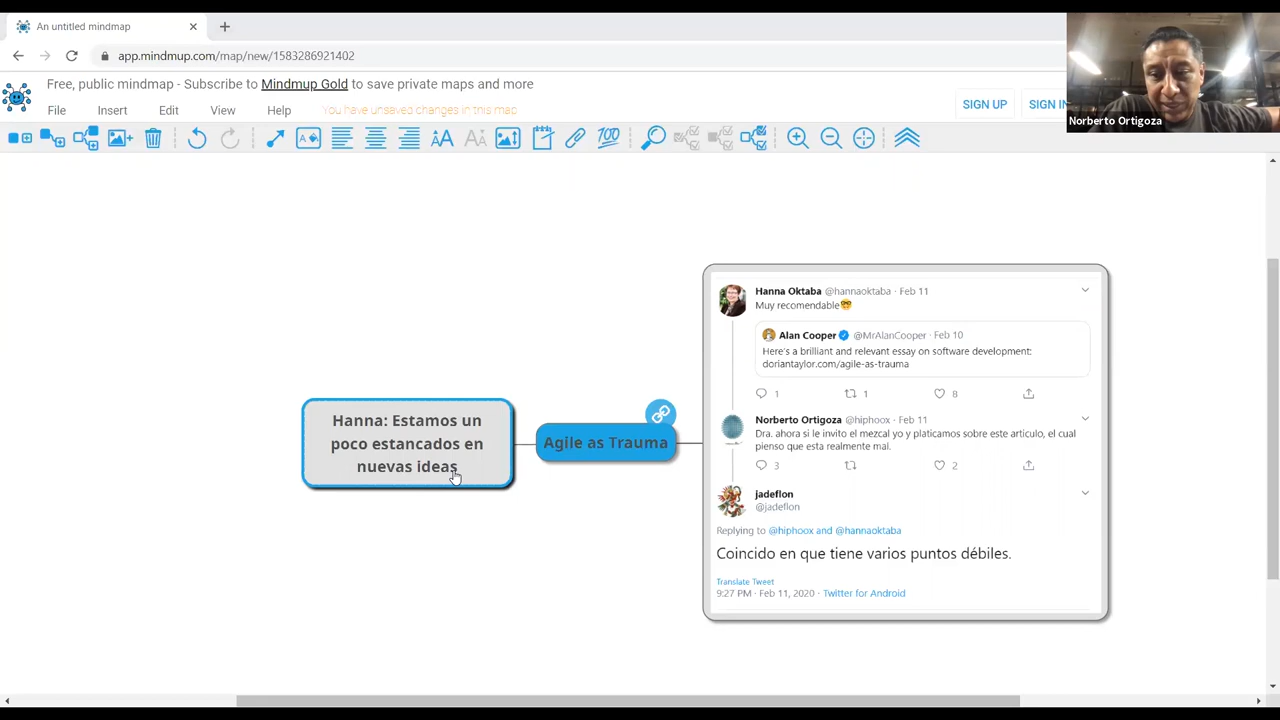 An untitled mindmap
app.mindmup.com/map/new/1583286921402
Free, public mindmap - Subscribe to Mindmup Gold to save private maps and more
File Insert Edit View Help You have unsaved changes in this map.
SIGN UP SIGN IN
Norberto Ortigoza
100
Hanna: Estamos un
poco estancados en
nuevas ideas
Agile as Trauma
Hanna Oktaba @hannaoktaba · Feb 11
Muy recomendable🤓
Alan Cooper @MrAlanCooper · Feb 10
Here's a brilliant and relevant essay on software development:
doriantaylor.com/agile-as-trauma
1 1 8
Norberto Ortigoza @hiphoox · Feb 11
Dra. ahora si le invito el mezcal yo y platicamos sobre este articulo, el cual
pienso que esta realmente mal.
3 2
jadeflon
@jadeflon
Replying to @hiphoox and @hannaoktaba
Coincido en que tiene varios puntos débiles.
Translate Tweet
9:27 PM · Feb 11, 2020 · Twitter for Android